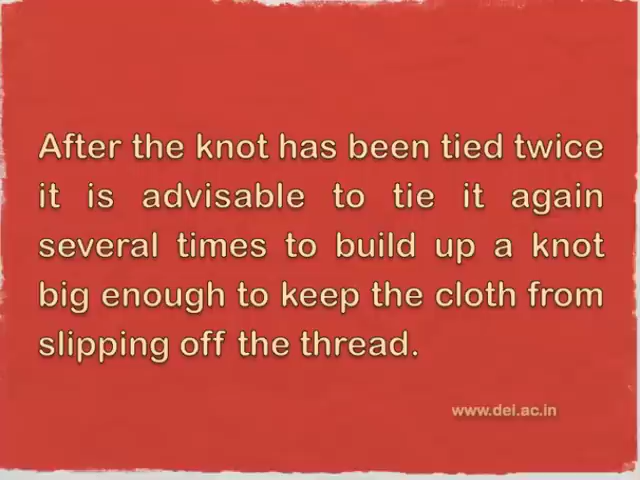 After the knot has been tied twice
it is advisable to tie it again
several times to build up a knot
big enough to keep the cloth from
slipping off the thread.
www.dei.ac.in